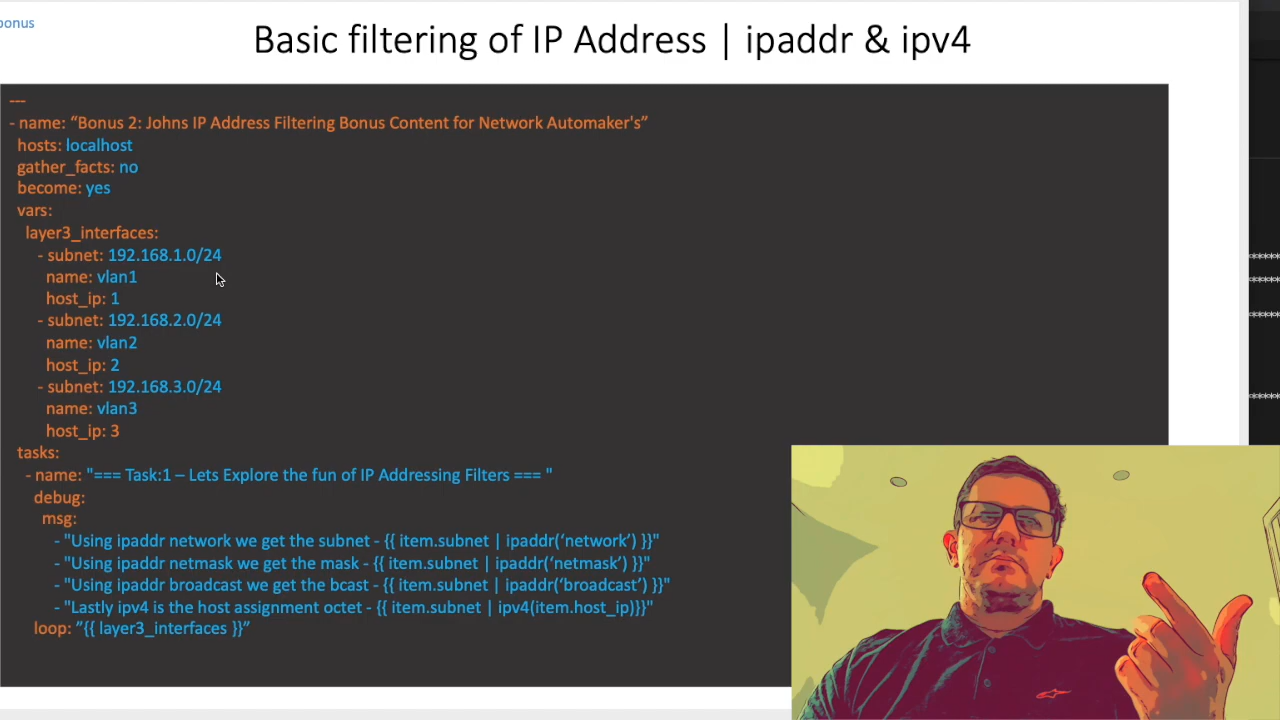 bonus
Basic filtering of IP Address | ipaddr & ipv4
---
- name: “Bonus 2: Johns IP Address Filtering Bonus Content for Network Automaker's”
hosts: localhost
gather_facts: no
become: yes
vars:
layer3_interfaces:
- subnet: 192.168.1.0/24
name: vlan1
host_ip: 1
- subnet: 192.168.2.0/24
name: vlan2
host_ip: 2
- subnet: 192.168.3.0/24
name: vlan3
host_ip: 3
tasks:
- name: "=== Task:1 – Lets Explore the fun of IP Addressing Filters === "
debug:
msg:
- "Using ipaddr network we get the subnet - {{ item.subnet | ipaddr(‘network’) }}"
- "Using ipaddr netmask we get the mask - {{ item.subnet | ipaddr(‘netmask’) }}"
- "Using ipaddr broadcast we get the bcast - {{ item.subnet | ipaddr(‘broadcast’) }}"
- "Lastly ipv4 is the host assignment octet - {{ item.subnet | ipv4(item.host_ip)}}"
loop: ”{{ layer3_interfaces }}”